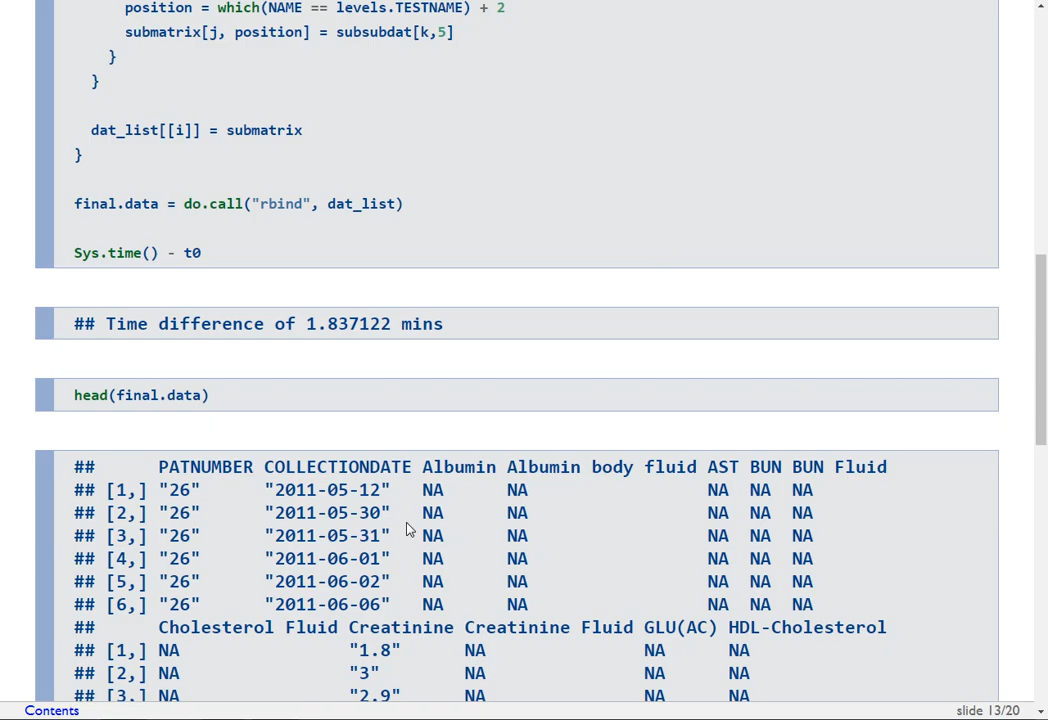 position = which(NAME == levels.TESTNAME) + 2
submatrix[j, position] = subsubdat[k,5]
}
}
dat_list[[i]] = submatrix
}
final.data = do.call("rbind", dat_list)
Sys.time() - t0
## Time difference of 1.837122 mins
head(final.data)
##      PATNUMBER COLLECTIONDATE Albumin Albumin body fluid AST BUN BUN Fluid
## [1,] "26"      "2011-05-12"   NA      NA                 NA  NA  NA
## [2,] "26"      "2011-05-30"   NA      NA                 NA  NA  NA
## [3,] "26"      "2011-05-31"   NA      NA                 NA  NA  NA
## [4,] "26"      "2011-06-01"   NA      NA                 NA  NA  NA
## [5,] "26"      "2011-06-02"   NA      NA                 NA  NA  NA
## [6,] "26"      "2011-06-06"   NA      NA                 NA  NA  NA
##      Cholesterol Fluid Creatinine Creatinine Fluid GLU(AC) HDL-Cholesterol
## [1,] NA                "1.8"      NA               NA      NA
## [2,] NA                "3"        NA               NA      NA
## [3,] NA                "2.9"      NA               NA      NA
Contents
slide 13/20